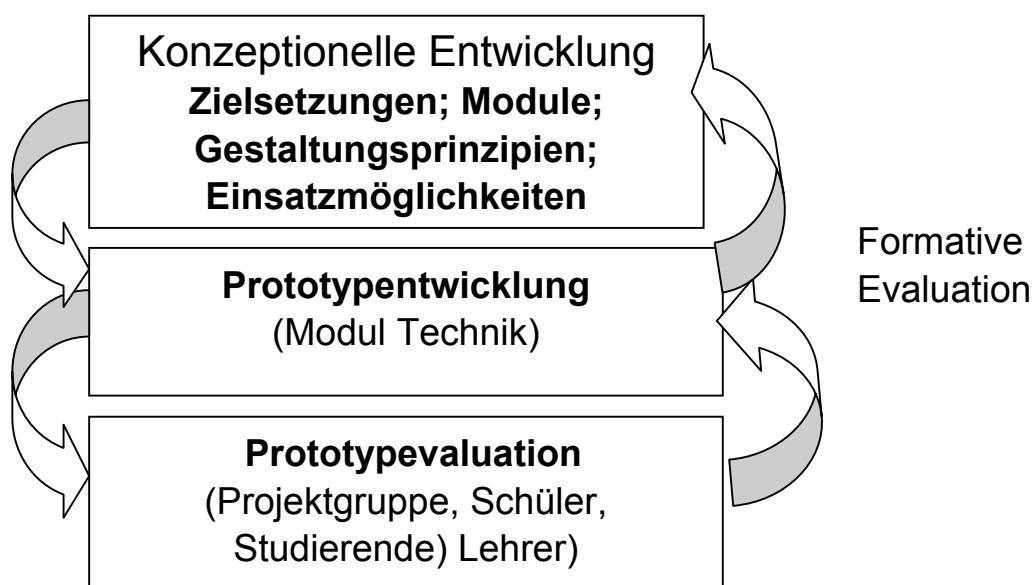 Konzeptionelle Entwicklung
Zielsetzungen; Module;
Gestaltungsprinzipien;
Einsatzmöglichkeiten
Prototypentwicklung
(Modul Technik)
Prototypevaluation
(Projektgruppe, Schüler,
Studierende) Lehrer)
Formative
Evaluation